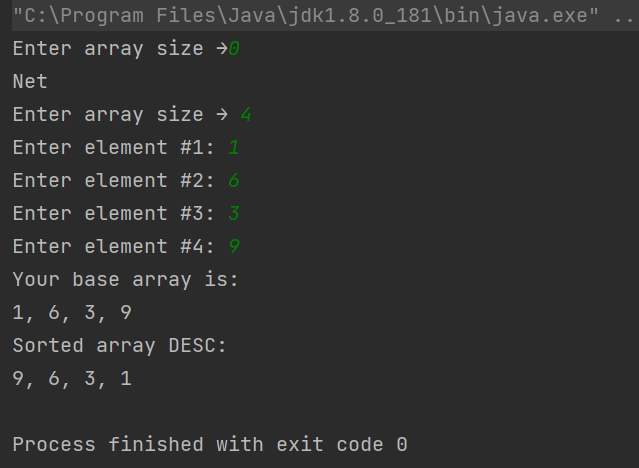 "C:\Program Files\Java\jdk1.8.0_181\bin\java.exe" ..
Enter array size →0
Net
Enter array size → 4
Enter element #1: 1
Enter element #2: 6
Enter element #3: 3
Enter element #4: 9
Your base array is:
1, 6, 3, 9
Sorted array DESC:
9, 6, 3, 1
Process finished with exit code 0